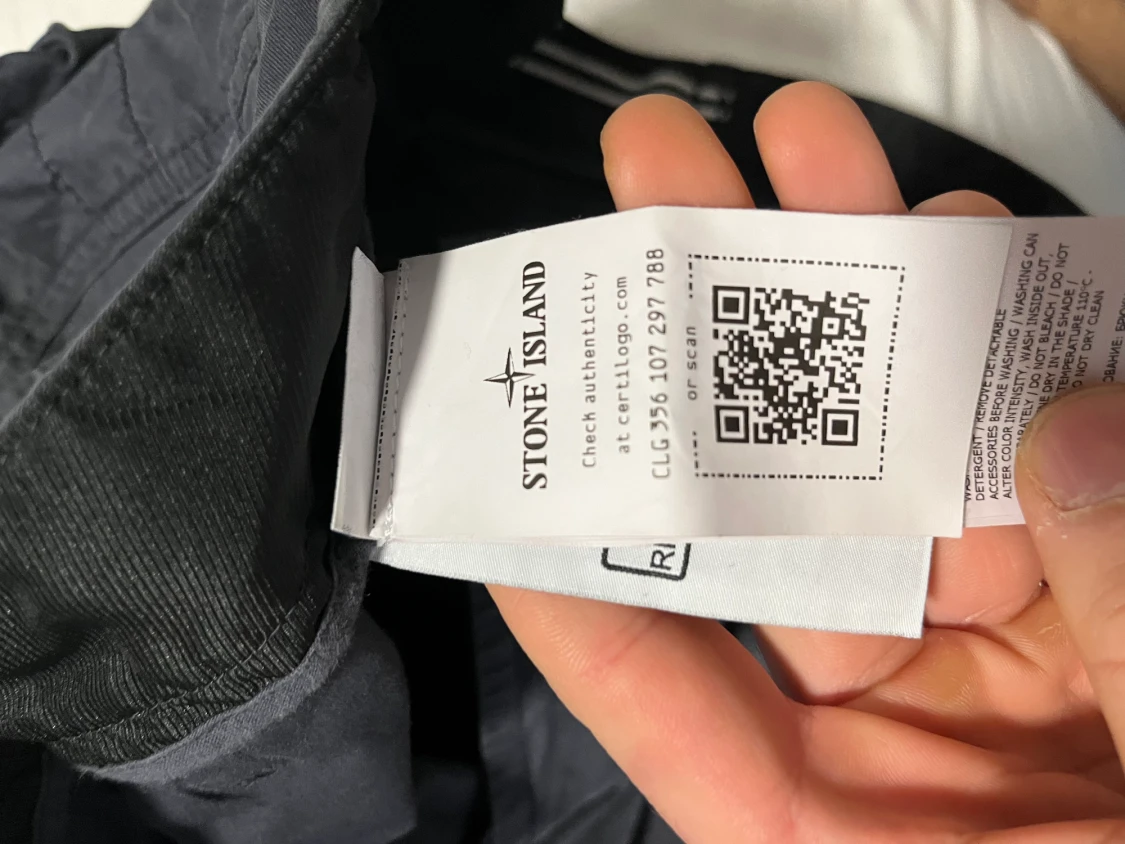 STONE ISLAND
Check authenticity
at certilogo.com
CLG 356 107 297 788
or scan
DETERGENT / REMOVE DETACHABLE
ACCESSORIES BEFORE WASHING / WASHING CAN
ALTER COLOR INTENSITY, WASH INSIDE OUT,
/ DO NOT BLEACH / DO NOT
DRY IN THE SHADE /
TEMPERATURE 110°C -
NOT DRY CLEAN